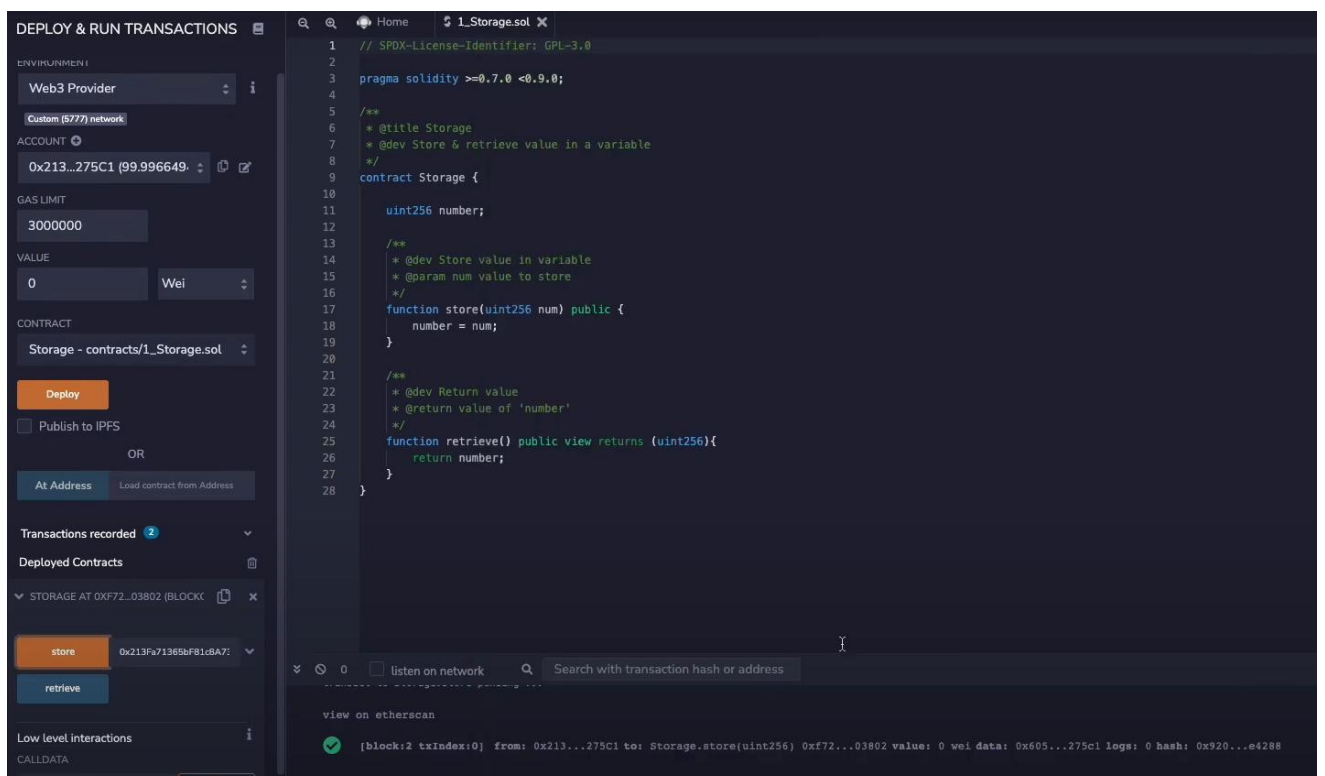 DEPLOY & RUN TRANSACTIONS
ENVIRONMENT
Web3 Provider
i
Custom (5777) network
ACCOUNT
0x213...275C1 (99.996649
GAS LIMIT
3000000
VALUE
0 Wei
CONTRACT
Storage - contracts/1_Storage.sol
Deploy
Publish to IPFS
OR
At Address Load contract from Address
Transactions recorded 2
Deployed Contracts
STORAGE AT 0XF72...03802 (BLOCKC
store 0x213Fa71365bF81c8A7
retrieve
Low level interactions i
CALLDATA
Home 1_Storage.sol
1 // SPDX-License-Identifier: GPL-3.0
2
3 pragma solidity >=0.7.0 <0.9.0;
4
5 /**
6 * @title Storage
7 * @dev Store & retrieve value in a variable
8 */
9 contract Storage {
10
11 uint256 number;
12
13 /**
14 * @dev Store value in variable
15 * @param num value to store
16 */
17 function store(uint256 num) public {
18 number = num;
19 }
20
21 /**
22 * @dev Return value
23 * @return value of 'number'
24 */
25 function retrieve() public view returns (uint256){
26 return number;
27 }
28 }
0 listen on network Search with transaction hash or address
view on etherscan
[block:2 txIndex:0] from: 0x213...275C1 to: Storage.store(uint256) 0xf72...03802 value: 0 wei data: 0x605...275c1 logs: 0 hash: 0x920...e4288